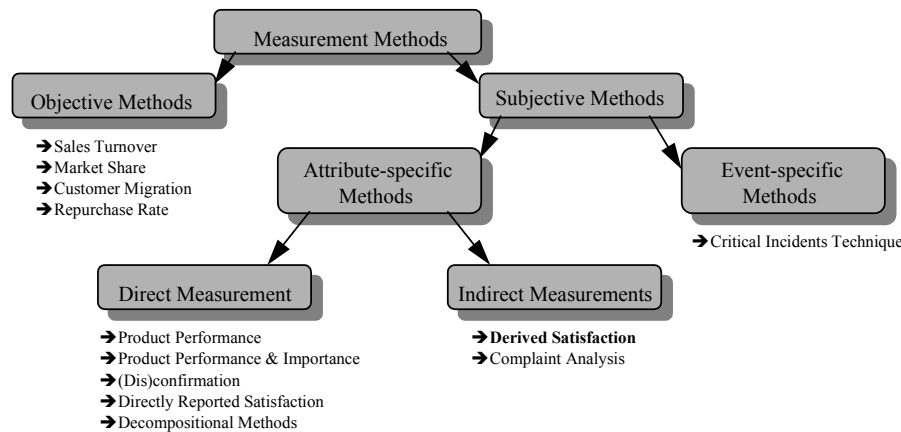 Measurement Methods
Objective Methods
➔Sales Turnover
➔Market Share
➔Customer Migration
➔Repurchase Rate
Subjective Methods
Attribute-specific
Methods
Event-specific
Methods
➔Critical Incidents Technique
Direct Measurement
➔Product Performance
➔Product Performance & Importance
➔(Dis)confirmation
➔Directly Reported Satisfaction
➔Decompositional Methods
Indirect Measurements
➔Derived Satisfaction
➔Complaint Analysis